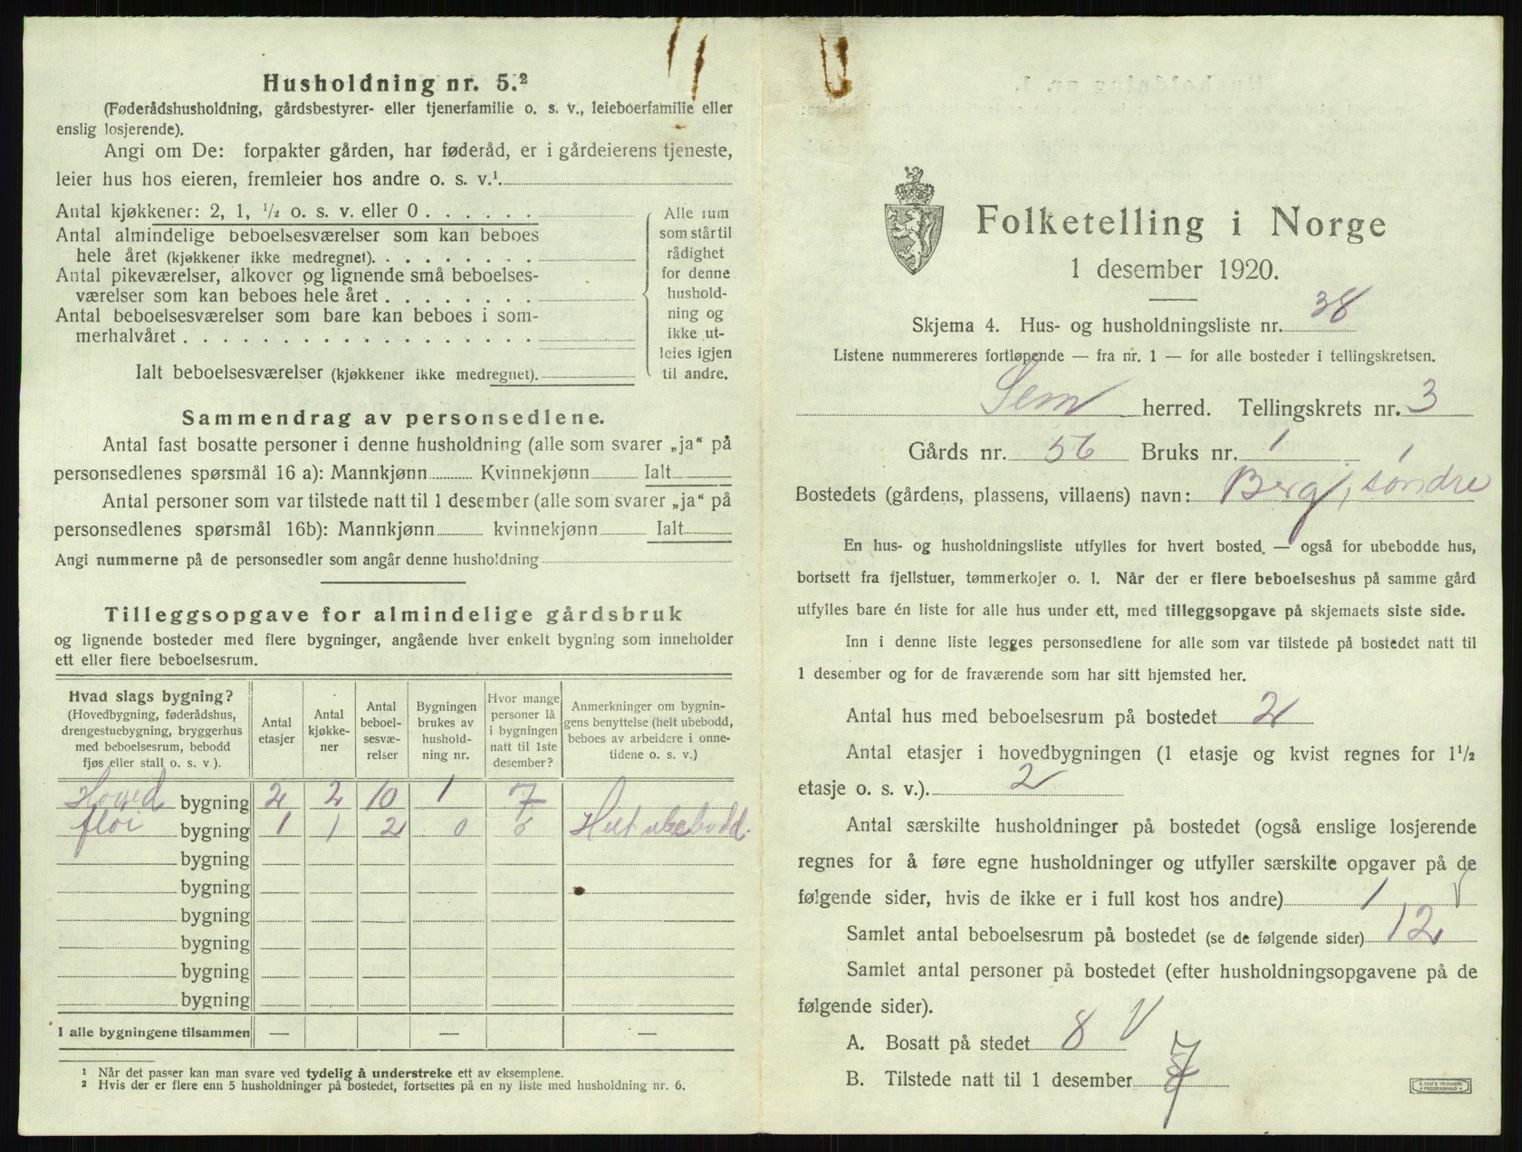 Husholdning nr. 5.²
(Føderådshusholdning, gårdsbestyrer- eller tjenerfamilie o. s. v., leieboerfamilie eller
enslig losjerende).
Angi om De: forpakter gården, har føderåd, er i gårdeierens tjeneste,
leier hus hos eieren, fremleier hos andre o. s. v.¹
Antal kjøkkener: 2, 1, ½ o. s. v. eller 0
Antal almindelige beboelsesværelser som kan beboes
hele året (kjøkkener ikke medregnet).
Antal pikeværelser, alkover og lignende små beboelses-
værelser som kan beboes hele året
Antal beboelsesværelser som bare kan beboes i som-
merhalvåret
Ialt beboelsesværelser (kjøkkener ikke medregnet).
Alle rum
som står til
rådighet
for denne
hushold-
ning og
ikke ut-
leies igjen
til andre.
Sammendrag av personsedlene.
Antal fast bosatte personer i denne husholdning (alle som svarer „ja“ på
personsedlenes spørsmål 16 a): Mannkjønn Kvinnekjønn Ialt
Antal personer som var tilstede natt til 1 desember (alle som svarer „ja“ på
personsedlenes spørsmål 16b): Mannkjønn kvinnekjønn Ialt
Angi nummerne på de personsedler som angår denne husholdning
Tilleggsopgave for almindelige gårdsbruk
og lignende bosteder med flere bygninger, angående hver enkelt bygning som inneholder
ett eller flere beboelsesrum.
Hvad slags bygning?
(Hovedbygning, føderådshus,
drengestuebygning, bryggerhus
med beboelsesrum, bebodd
fjøs eller stall o. s. v.).
Antal
etasjer
Antal
kjøkke-
ner
Antal
beboel-
sesvæ-
relser
Bygningen
brukes av
hushold-
ning nr.
Hvor mange
personer lå
i bygningen
natt til 1ste
desember?
Anmerkninger om bygnin-
gens benyttelse (helt ubebodd,
beboes av arbeidere i onne-
tidene o. s. v.)
Hoved bygning 2 2 10 1 7
fløi bygning 1 1 2 0 0 Helt ubebodd.
bygning
bygning
bygning
bygning
bygning
bygning
I alle bygningene tilsammen — — —
¹ Når det passer kan man svare ved tydelig å understreke ett av eksemplene.
² Hvis der er flere enn 5 husholdninger på bostedet, fortsettes på en ny liste med husholdning nr. 6.
Folketelling i Norge
1 desember 1920.
Skjema 4. Hus- og husholdningsliste nr. 38
Listene nummereres fortløpende — fra nr. 1 — for alle bosteder i tellingskretsen.
Sem herred. Tellingskrets nr. 3
Gårds nr. 56 Bruks nr. 1
Bostedets (gårdens, plassens, villaens) navn: Berg, søndre
En hus- og husholdningsliste utfylles for hvert bosted. — også for ubebodde hus,
bortsett fra fjellstuer, tømmerkojer o. l. Når der er flere beboelseshus på samme gård
utfylles bare én liste for alle hus under ett, med tilleggsopgave på skjemaets siste side.
Inn i denne liste legges personsedlene for alle som var tilstede på bostedet natt til
1 desember og for de fraværende som har sitt hjemsted her.
Antal hus med beboelsesrum på bostedet 2
Antal etasjer i hovedbygningen (1 etasje og kvist regnes for 1½
etasje o. s. v.). 2
Antal særskilte husholdninger på bostedet (også enslige losjerende
regnes for å føre egne husholdninger og utfyller særskilte opgaver på de
følgende sider, hvis de ikke er i full kost hos andre) 1
Samlet antal beboelsesrum på bostedet (se de følgende sider) 12
Samlet antal personer på bostedet (efter husholdningsopgavene på de
følgende sider).
A. Bosatt på stedet 8
B. Tilstede natt til 1 desember 7